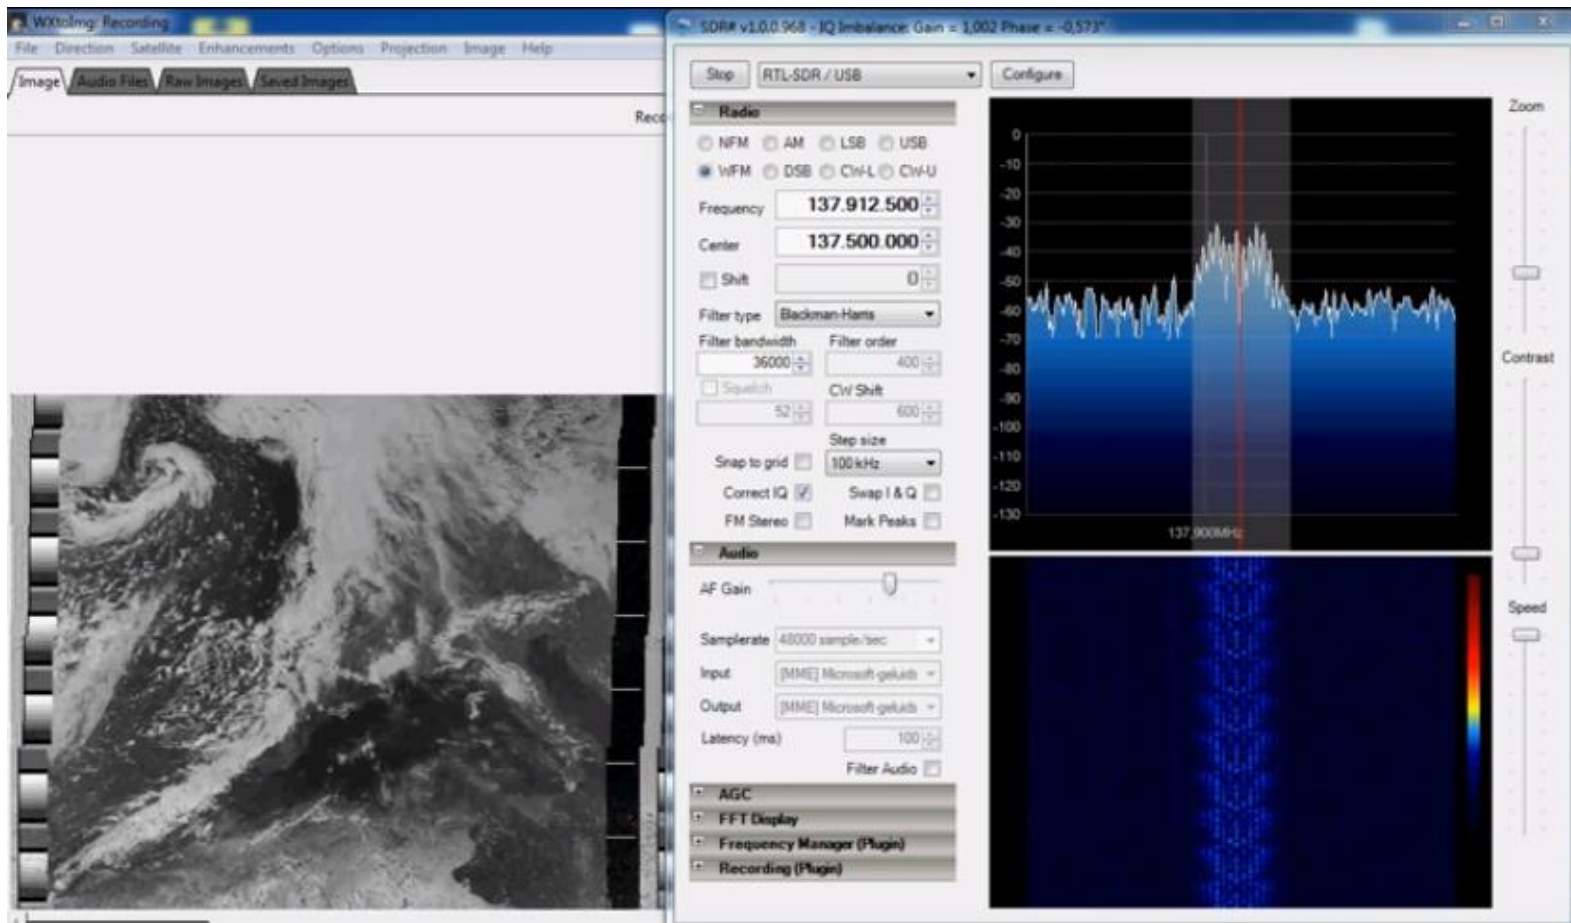 WXtoImg: Recording
File Direction Satellite Enhancements Options Projection Image Help
Image Audio Files Raw Images Saved Images
SDR# v1.0.0.968 - IQ Imbalance: Gain = 1,002 Phase = -0,573°
Stop RTL-SDR / USB Configure
Radio
NFM AM LSB USB
WFM DSB CW-L CW-U
Frequency 137.912.500
Center 137.500.000
Shift 0
Filter type Blackman-Harris
Filter bandwidth Filter order
36000 400
Squelch CW Shift
52 600
Step size
Snap to grid 100 kHz
Correct IQ Swap I & Q
FM Stereo Mark Peaks
Audio
AF Gain
Samplerate 48000 sample/sec
Input [MME] Microsoft-geluids
Output [MME] Microsoft-geluids
Latency (ms) 100
Filter Audio
AGC
FFT Display
Frequency Manager (Plugin)
Recording (Plugin)
0
-10
-20
-30
-40
-50
-60
-70
-80
-90
-100
-110
-120
-130
137,900MHz
Zoom
Contrast
Speed